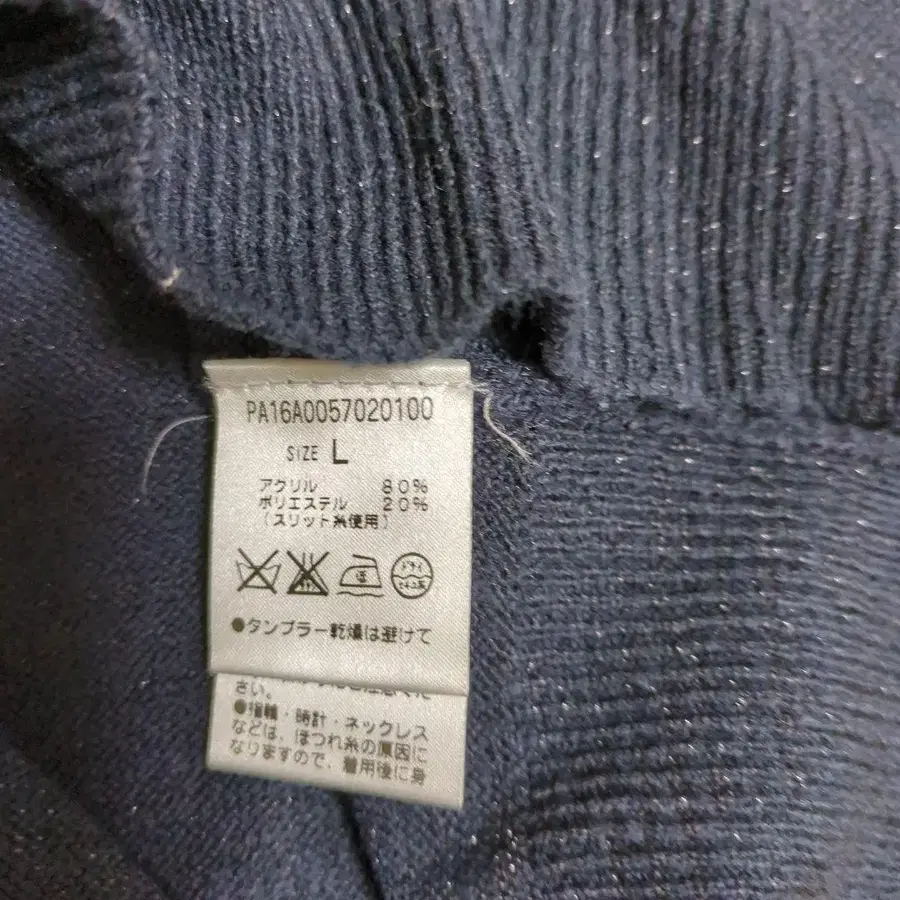 PA16A0057020100
SIZE L
アクリル 80%
ポリエステル 20%
(スリット糸使用)
ドライ
●タンブラー乾燥は避けて
さい。
●指輪・時計・ネックレス
などは、ほつれ糸の原因に
なりますので、着用後に身